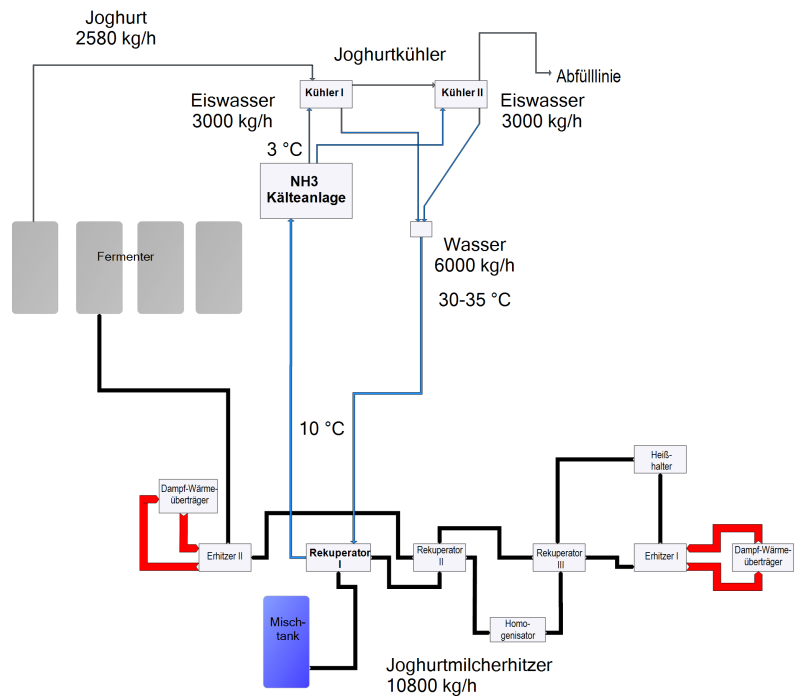 Joghurt
2580 kg/h
Joghurtkühler
Abfülllinie
Kühler I
Kühler II
Eiswasser
3000 kg/h
Eiswasser
3000 kg/h
3 °C
NH3
Kälteanlage
Wasser
6000 kg/h
Fermenter
30-35 °C
10 °C
Heiß-
halter
Dampf-Wärme-
überträger
Erhitzer II
Rekuperator
I
Rekuperator
II
Rekuperator
III
Erhitzer I
Dampf-Wärme-
überträger
Misch-
tank
Homo-
genisator
Joghurtmilcherhitzer
10800 kg/h